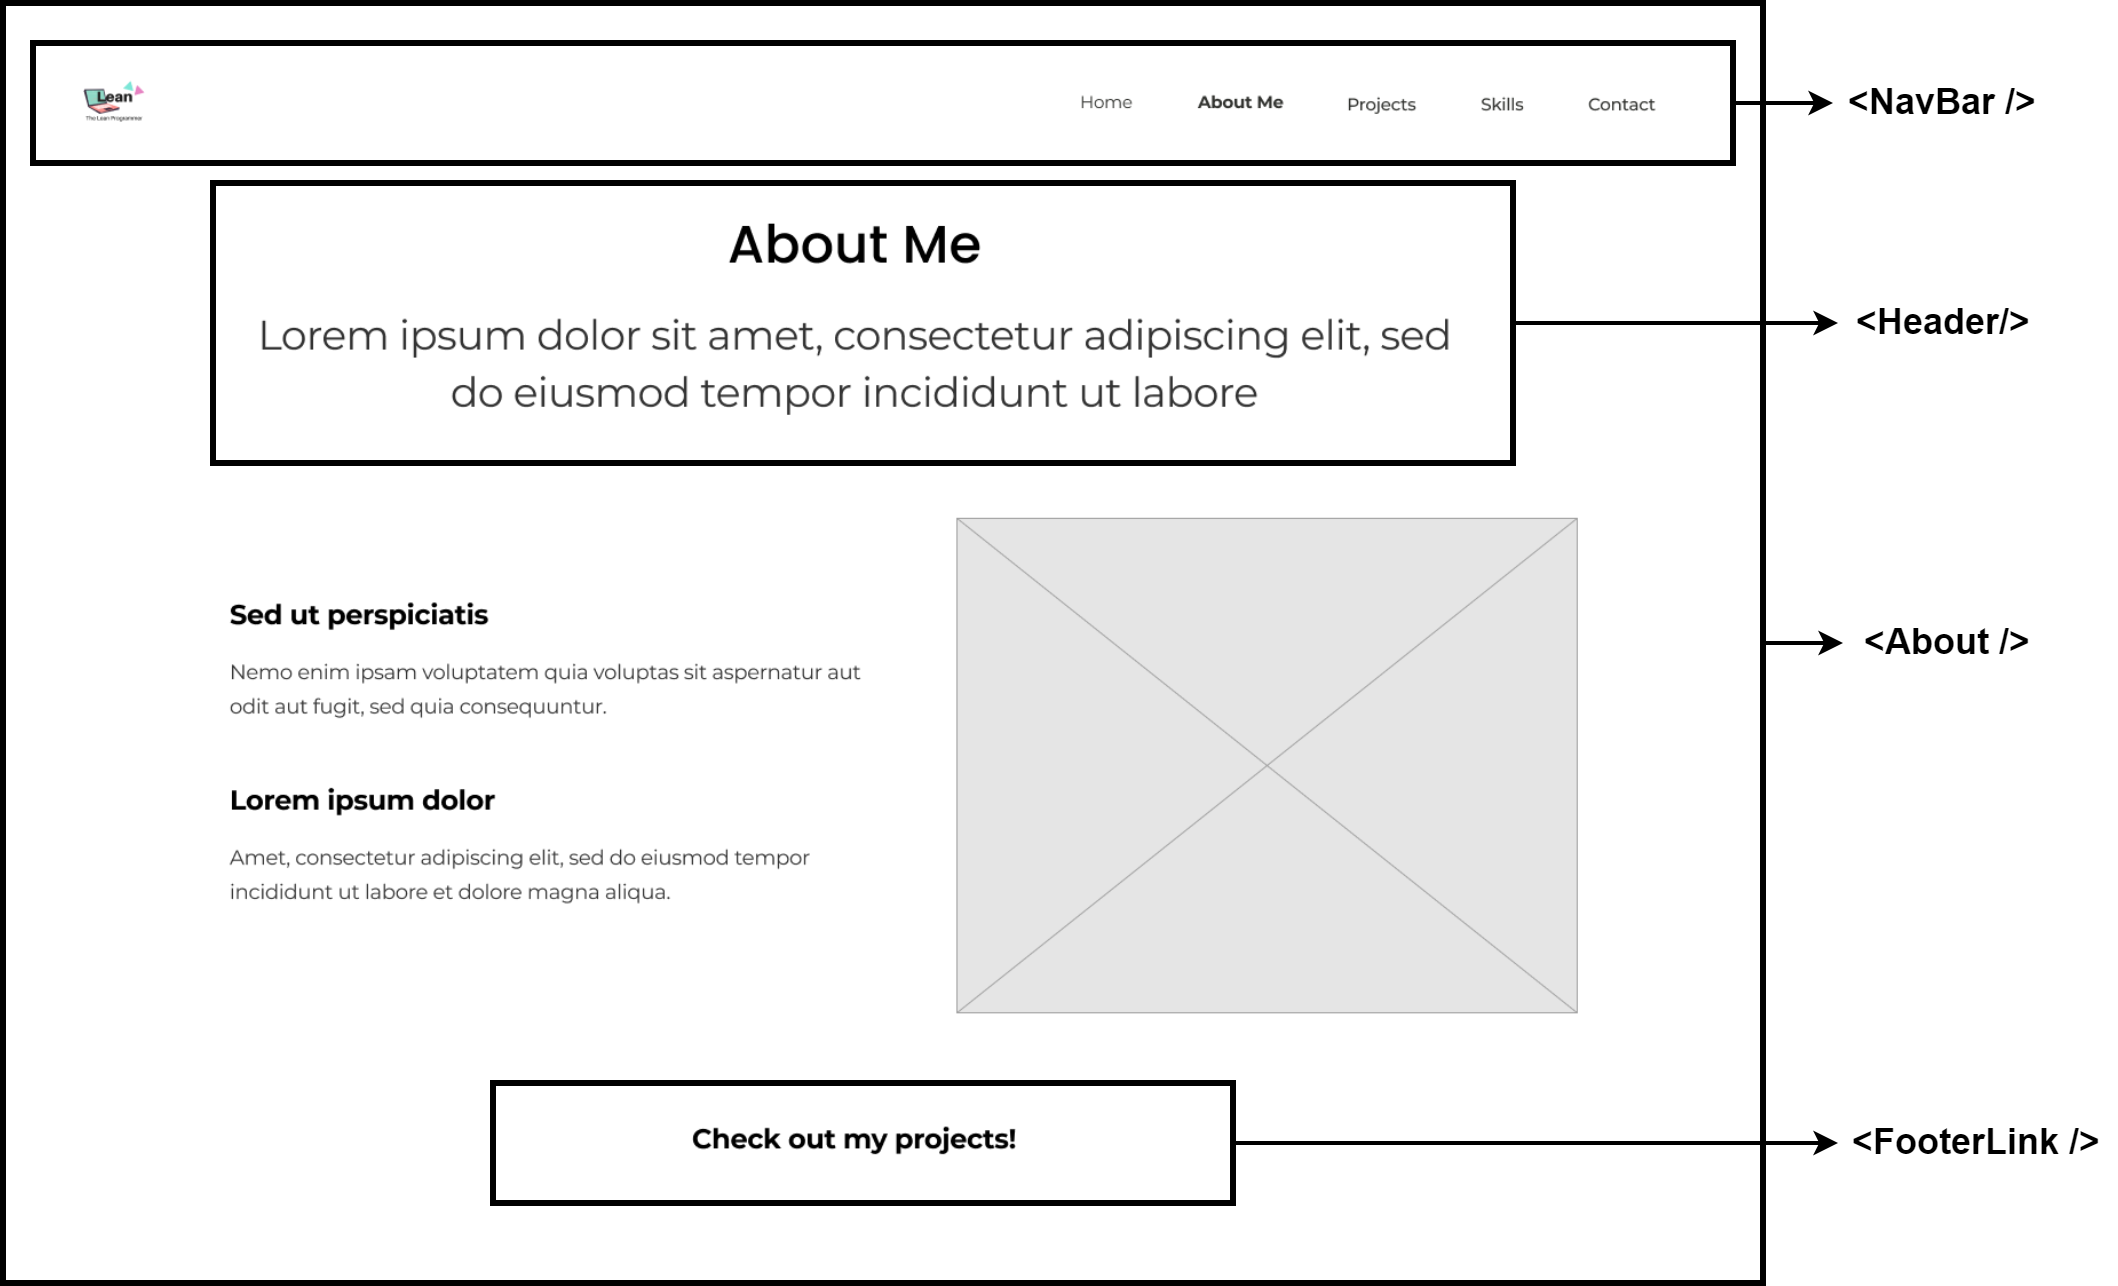 Lean
The Lean Programmer
Home About Me Projects Skills Contact
<NavBar />
About Me
Lorem ipsum dolor sit amet, consectetur adipiscing elit, sed
do eiusmod tempor incididunt ut labore
<Header/>
Sed ut perspiciatis
Nemo enim ipsam voluptatem quia voluptas sit aspernatur aut
odit aut fugit, sed quia consequuntur.
<About />
Lorem ipsum dolor
Amet, consectetur adipiscing elit, sed do eiusmod tempor
incididunt ut labore et dolore magna aliqua.
Check out my projects!
<FooterLink />